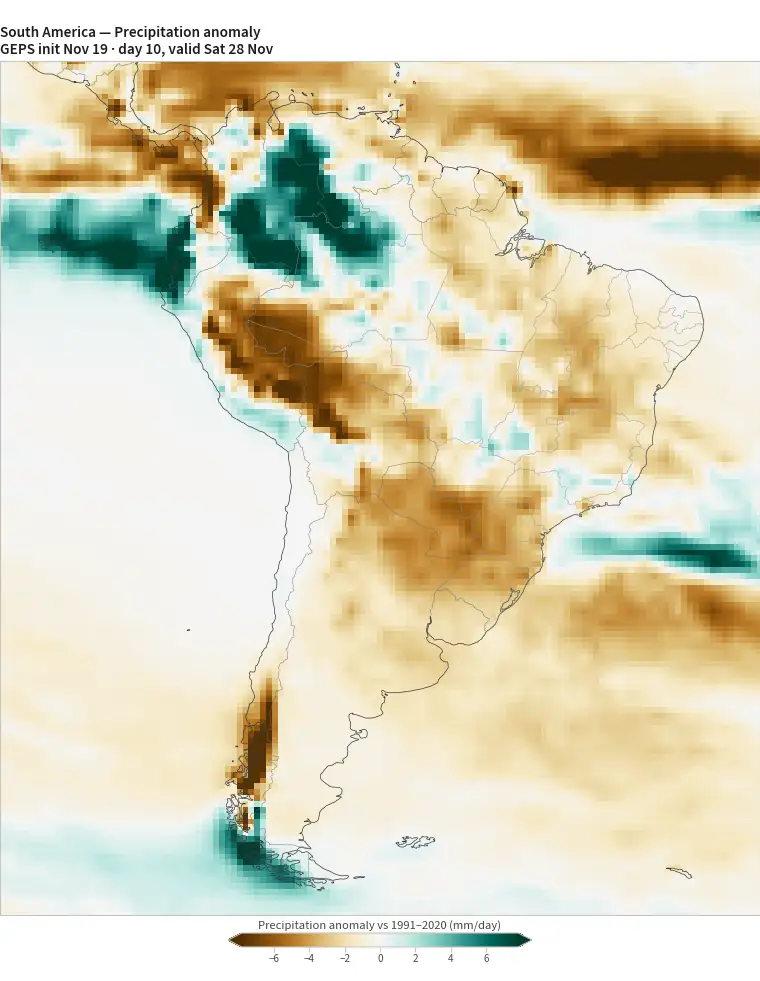 South America — Precipitation anomaly
GEPS init Nov 19 · day 10, valid Sat 28 Nov
Precipitation anomaly vs 1991–2020 (mm/day)
−6 −4 −2 0 2 4 6